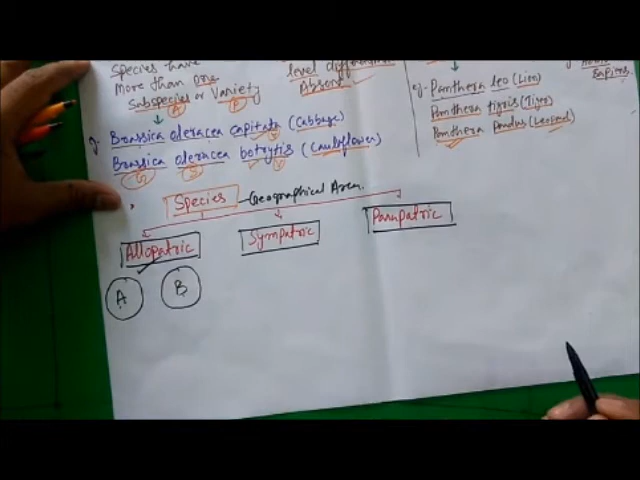 Species have
More than One
Subspecies or Variety
A P
level
Absent
eg - Panthera leo (Lion)
Panthera tigris (Tiger)
Panthera Pardus (Leopard)
Sapiens.
Brassica oleracea capitata (Cabbage)
Brassica oleracea botrytis (Cauliflower)
G S V
Species - Geographical Area.
Allopatric
Sympatric
Parapatric
A B